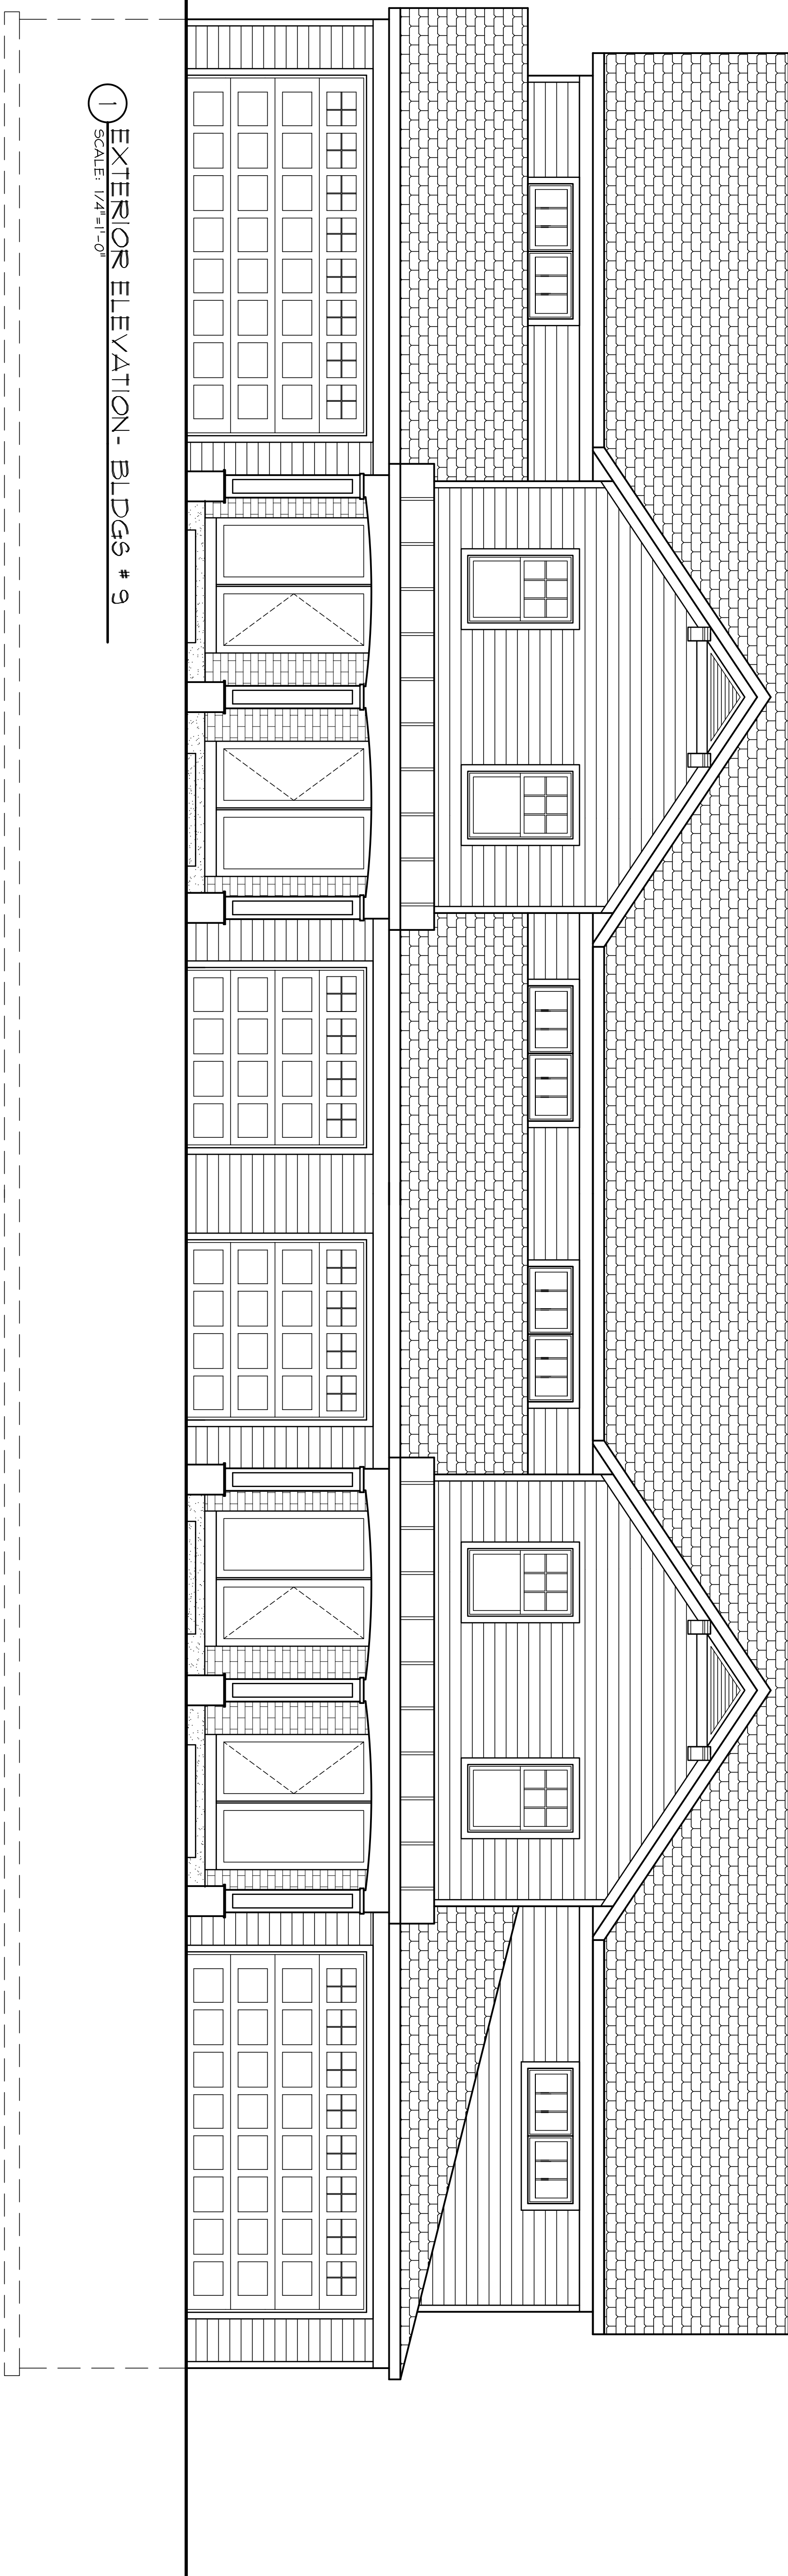 1
EXTERIOR ELEVATION- BLDGS # 9
SCALE: 1/4"=1'-0"